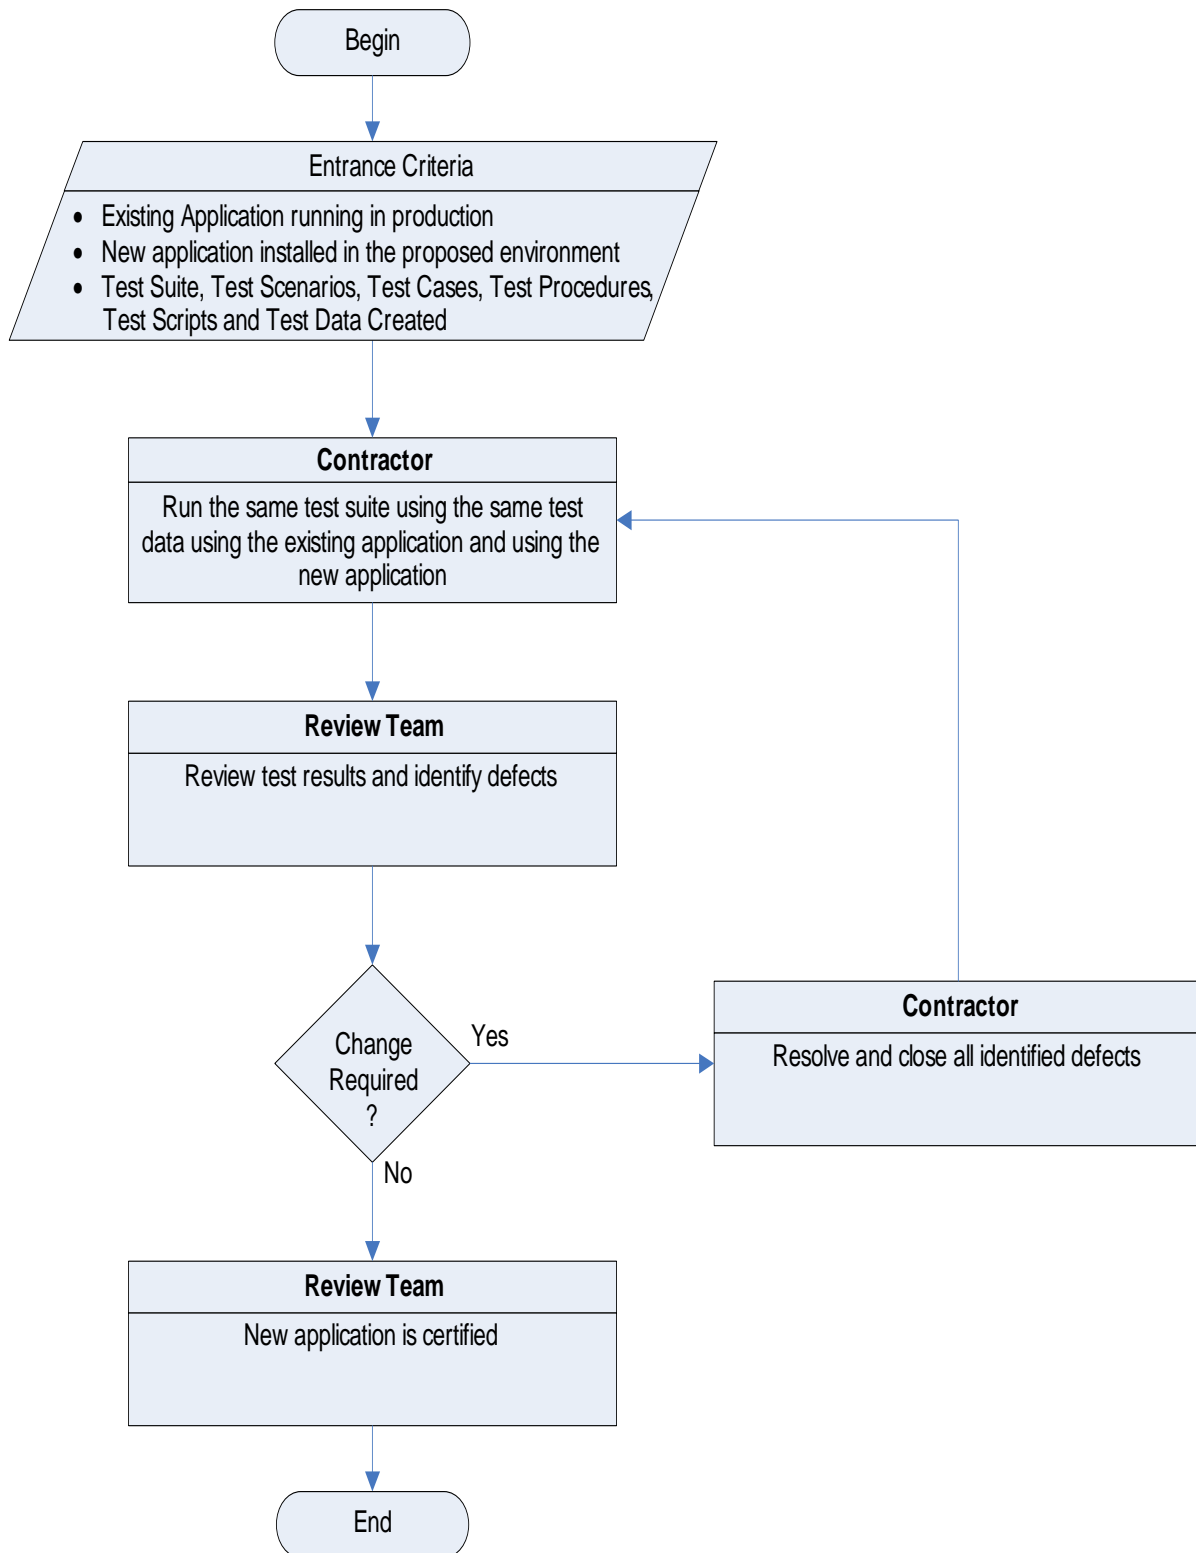 Begin
Entrance Criteria
• Existing Application running in production
• New application installed in the proposed environment
• Test Suite, Test Scenarios, Test Cases, Test Procedures,
Test Scripts and Test Data Created
Contractor
Run the same test suite using the same test
data using the existing application and using the
new application
Review Team
Review test results and identify defects
Change
Required
?
Yes
Contractor
Resolve and close all identified defects
No
Review Team
New application is certified
End